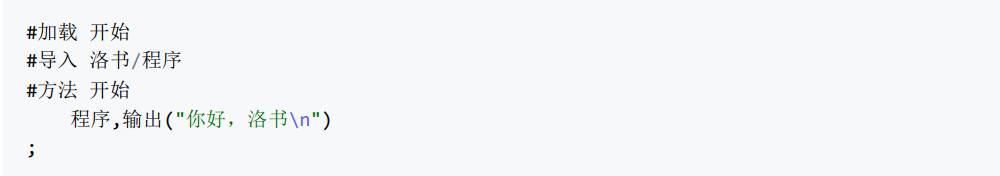 #加载 开始
#导入 洛书/程序
#方法 开始
    程序,输出("你好，洛书\n")
;